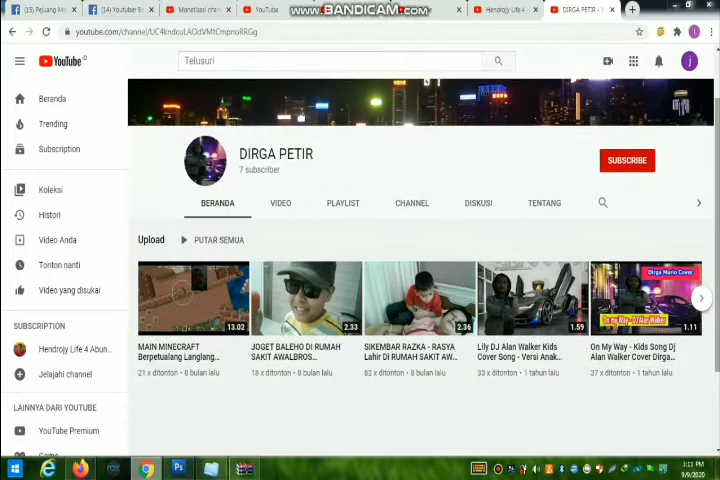 (15) Pejuang Mo
(14) Youtuber B
Monetisasi chan
YouTube
www.BANDICAM.com
Hendrojy Life 4
DIRGA PETIR - Y
youtube.com/channel/UC4kndcuLAOdVMtCmpnoRRGg
YouTube ID
Telusuri
j
Beranda
Trending
Subscription
Koleksi
Histori
Video Anda
Tonton nanti
Video yang disukai
SUBSCRIPTION
Hendrojy Life 4 Abun...
Jelajahi channel
LAINNYA DARI YOUTUBE
YouTube Premium
DIRGA PETIR
7 subscriber
SUBSCRIBE
BERANDA VIDEO PLAYLIST CHANNEL DISKUSI TENTANG
Upload PUTAR SEMUA
13.02
MAIN MINECRAFT
Berpetualang Langlang...
21 x ditonton • 8 bulan lalu
2.33
JOGET BALEHO DI RUMAH
SAKIT AWALBROS...
18 x ditonton • 8 bulan lalu
2.36
SIKEMBAR RAZKA - RASYA
Lahir Di RUMAH SAKIT AW...
82 x ditonton • 8 bulan lalu
1.59
Lily DJ Alan Walker Kids
Cover Song - Versi Anak...
33 x ditonton • 1 tahun lalu
Dirga Mario Cover
On my Way - DJ Alan Walker
1.11
On My Way - Kids Song Dj
Alan Walker Cover Dirga...
37 x ditonton • 1 tahun lalu
3:11 PM
9/9/2020